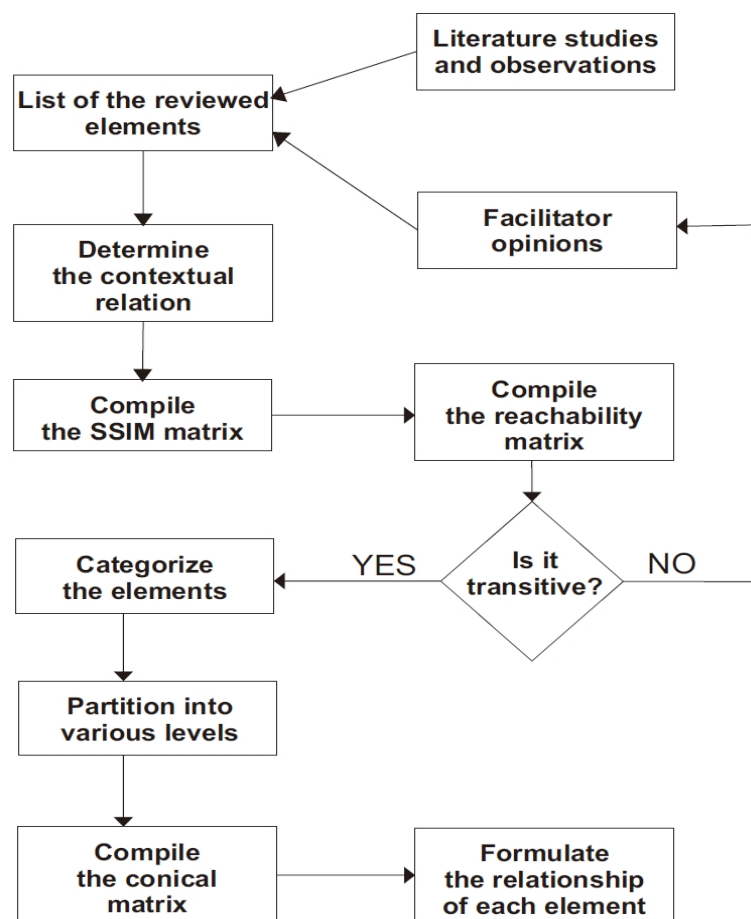 Literature studies
and observations
List of the reviewed
elements
Facilitator
opinions
Determine
the contextual
relation
Compile
the SSIM matrix
Compile
the reachability
matrix
Is it
transitive?
YES
NO
Categorize
the elements
Partition into
various levels
Compile
the conical
matrix
Formulate
the relationship
of each element